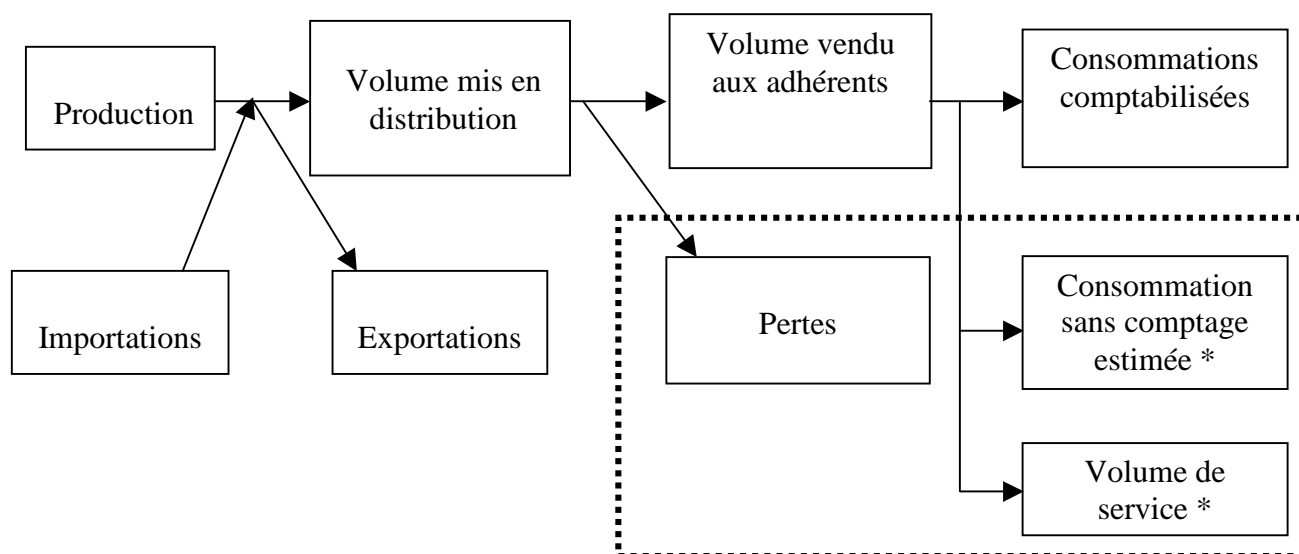 Production
Volume mis en
distribution
Volume vendu
aux adhérents
Consommations
comptabilisées
Importations
Exportations
Pertes
Consommation
sans comptage
estimée *
Volume de
service *